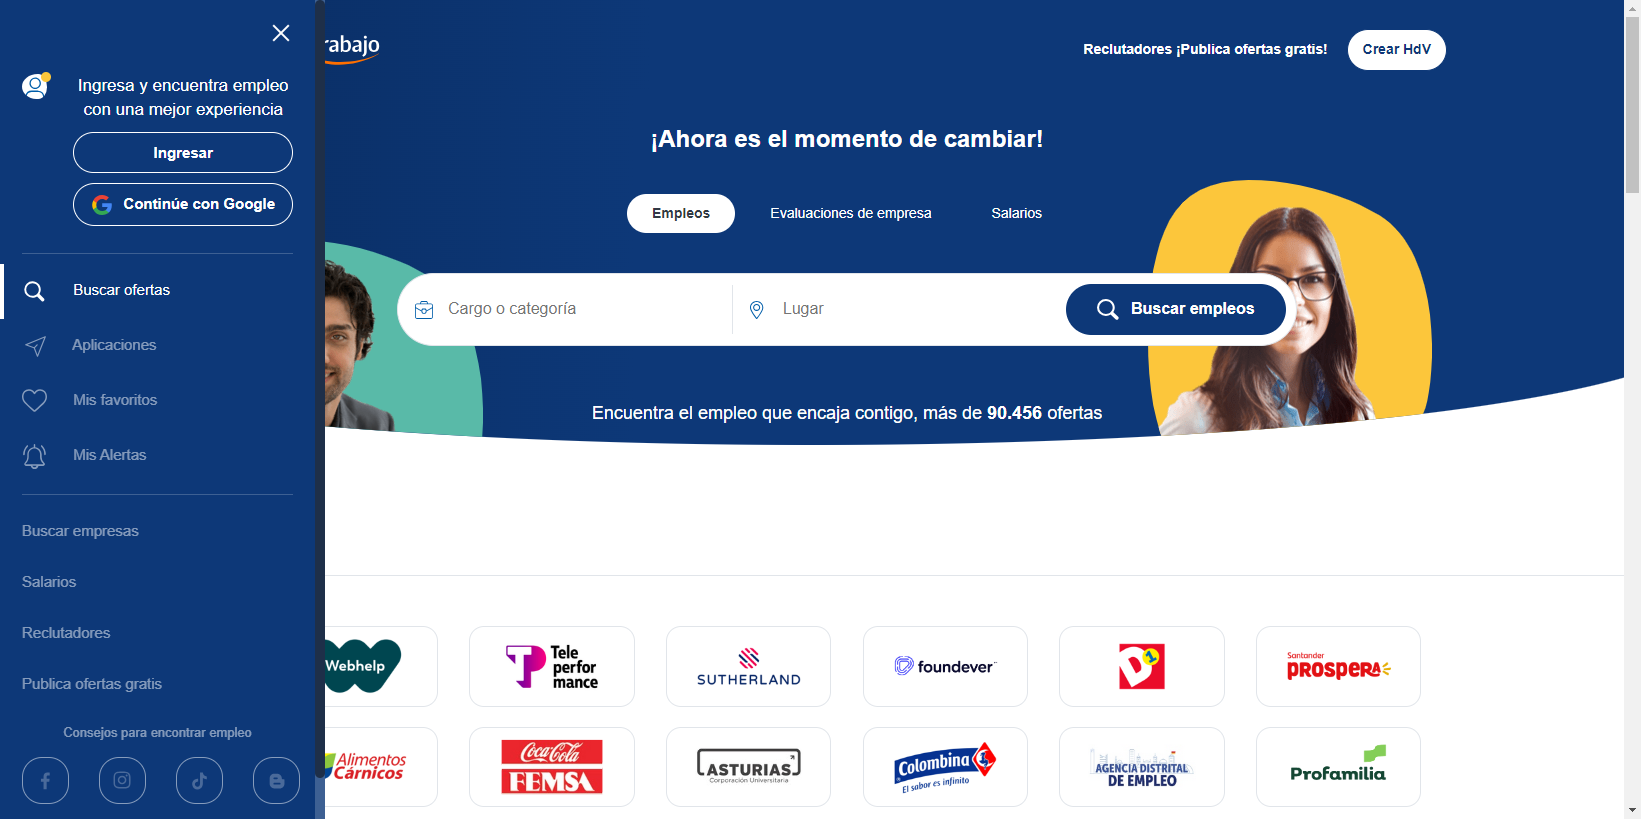 Ingresa y encuentra empleo
con una mejor experiencia
Ingresar
Continúe con Google
Buscar ofertas
Aplicaciones
Mis favoritos
Mis Alertas
Buscar empresas
Salarios
Reclutadores
Publica ofertas gratis
Consejos para encontrar empleo
rabajo
Reclutadores ¡Publica ofertas gratis!
Crear HdV
¡Ahora es el momento de cambiar!
Empleos
Evaluaciones de empresa
Salarios
Cargo o categoría
Lugar
Buscar empleos
Encuentra el empleo que encaja contigo, más de 90.456 ofertas
Webhelp
Tele
perfor
mance
SUTHERLAND
foundever
D1
Santander
PROSPERA
Alimentos
Cárnicos
Coca-Cola
FEMSA
ASTURIAS
Corporación Universitaria
Colombina
El sabor es infinito
AGENCIA DISTRITAL
DE EMPLEO
Profamilia